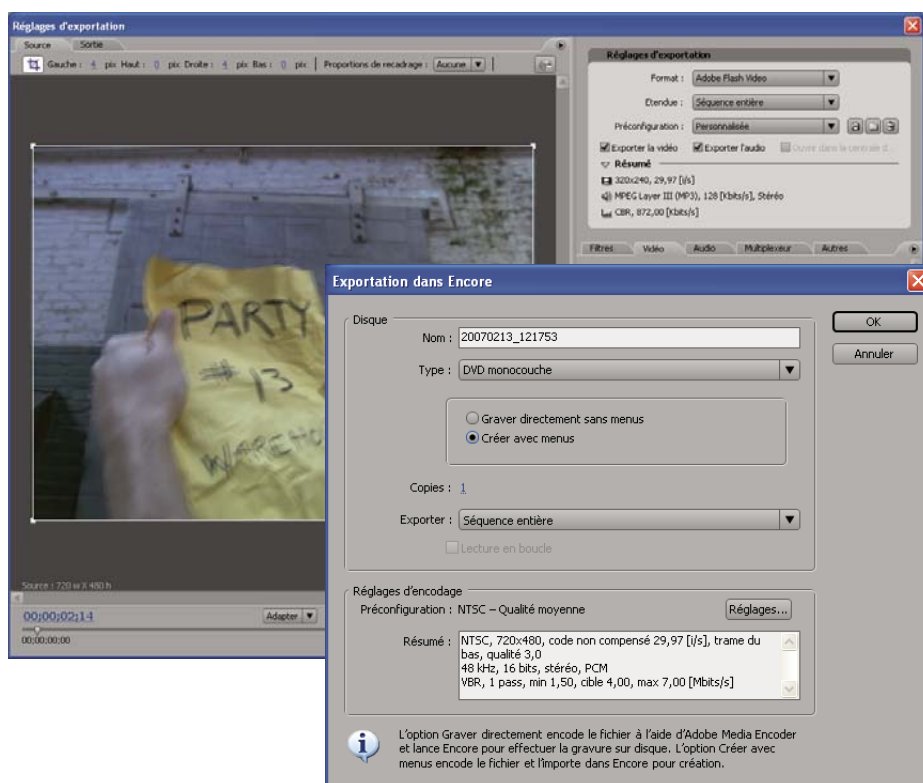 Réglages d'exportation
Source Sortie
Gauche : 4 pix Haut : 0 pix Droite : 4 pix Bas : 0 pix Proportions de recadrage : Aucune
Réglages d'exportation
Format : Adobe Flash Video
Etendue : Séquence entière
Préconfiguration : Personnalisée
Exporter la vidéo Exporter l'audio Ouvrir dans la centrale d...
Résumé
320x240, 29,97 [i/s]
MPEG Layer III (MP3), 128 [Kbits/s], Stéréo
CBR, 872,00 [Kbits/s]
Filtres Vidéo Audio Multiplexeur Autres
PARTY
# 13
WAREHO
Source : 720 w X 480 h
00;00;02;14 Adapter
00;00;00;00
Exportation dans Encore
Disque
Nom : 20070213_121753
Type : DVD monocouche
Graver directement sans menus
Créer avec menus
Copies : 1
Exporter : Séquence entière
Lecture en boucle
OK
Annuler
Réglages d'encodage
Préconfiguration : NTSC – Qualité moyenne Réglages...
Résumé : NTSC, 720x480, code non compensé 29,97 [i/s], trame du
bas, qualité 3,0
48 kHz, 16 bits, stéréo, PCM
VBR, 1 pass, min 1,50, cible 4,00, max 7,00 [Mbits/s]
L'option Graver directement encode le fichier à l'aide d'Adobe Media Encoder
et lance Encore pour effectuer la gravure sur disque. L'option Créer avec
menus encode le fichier et l'importe dans Encore pour création.